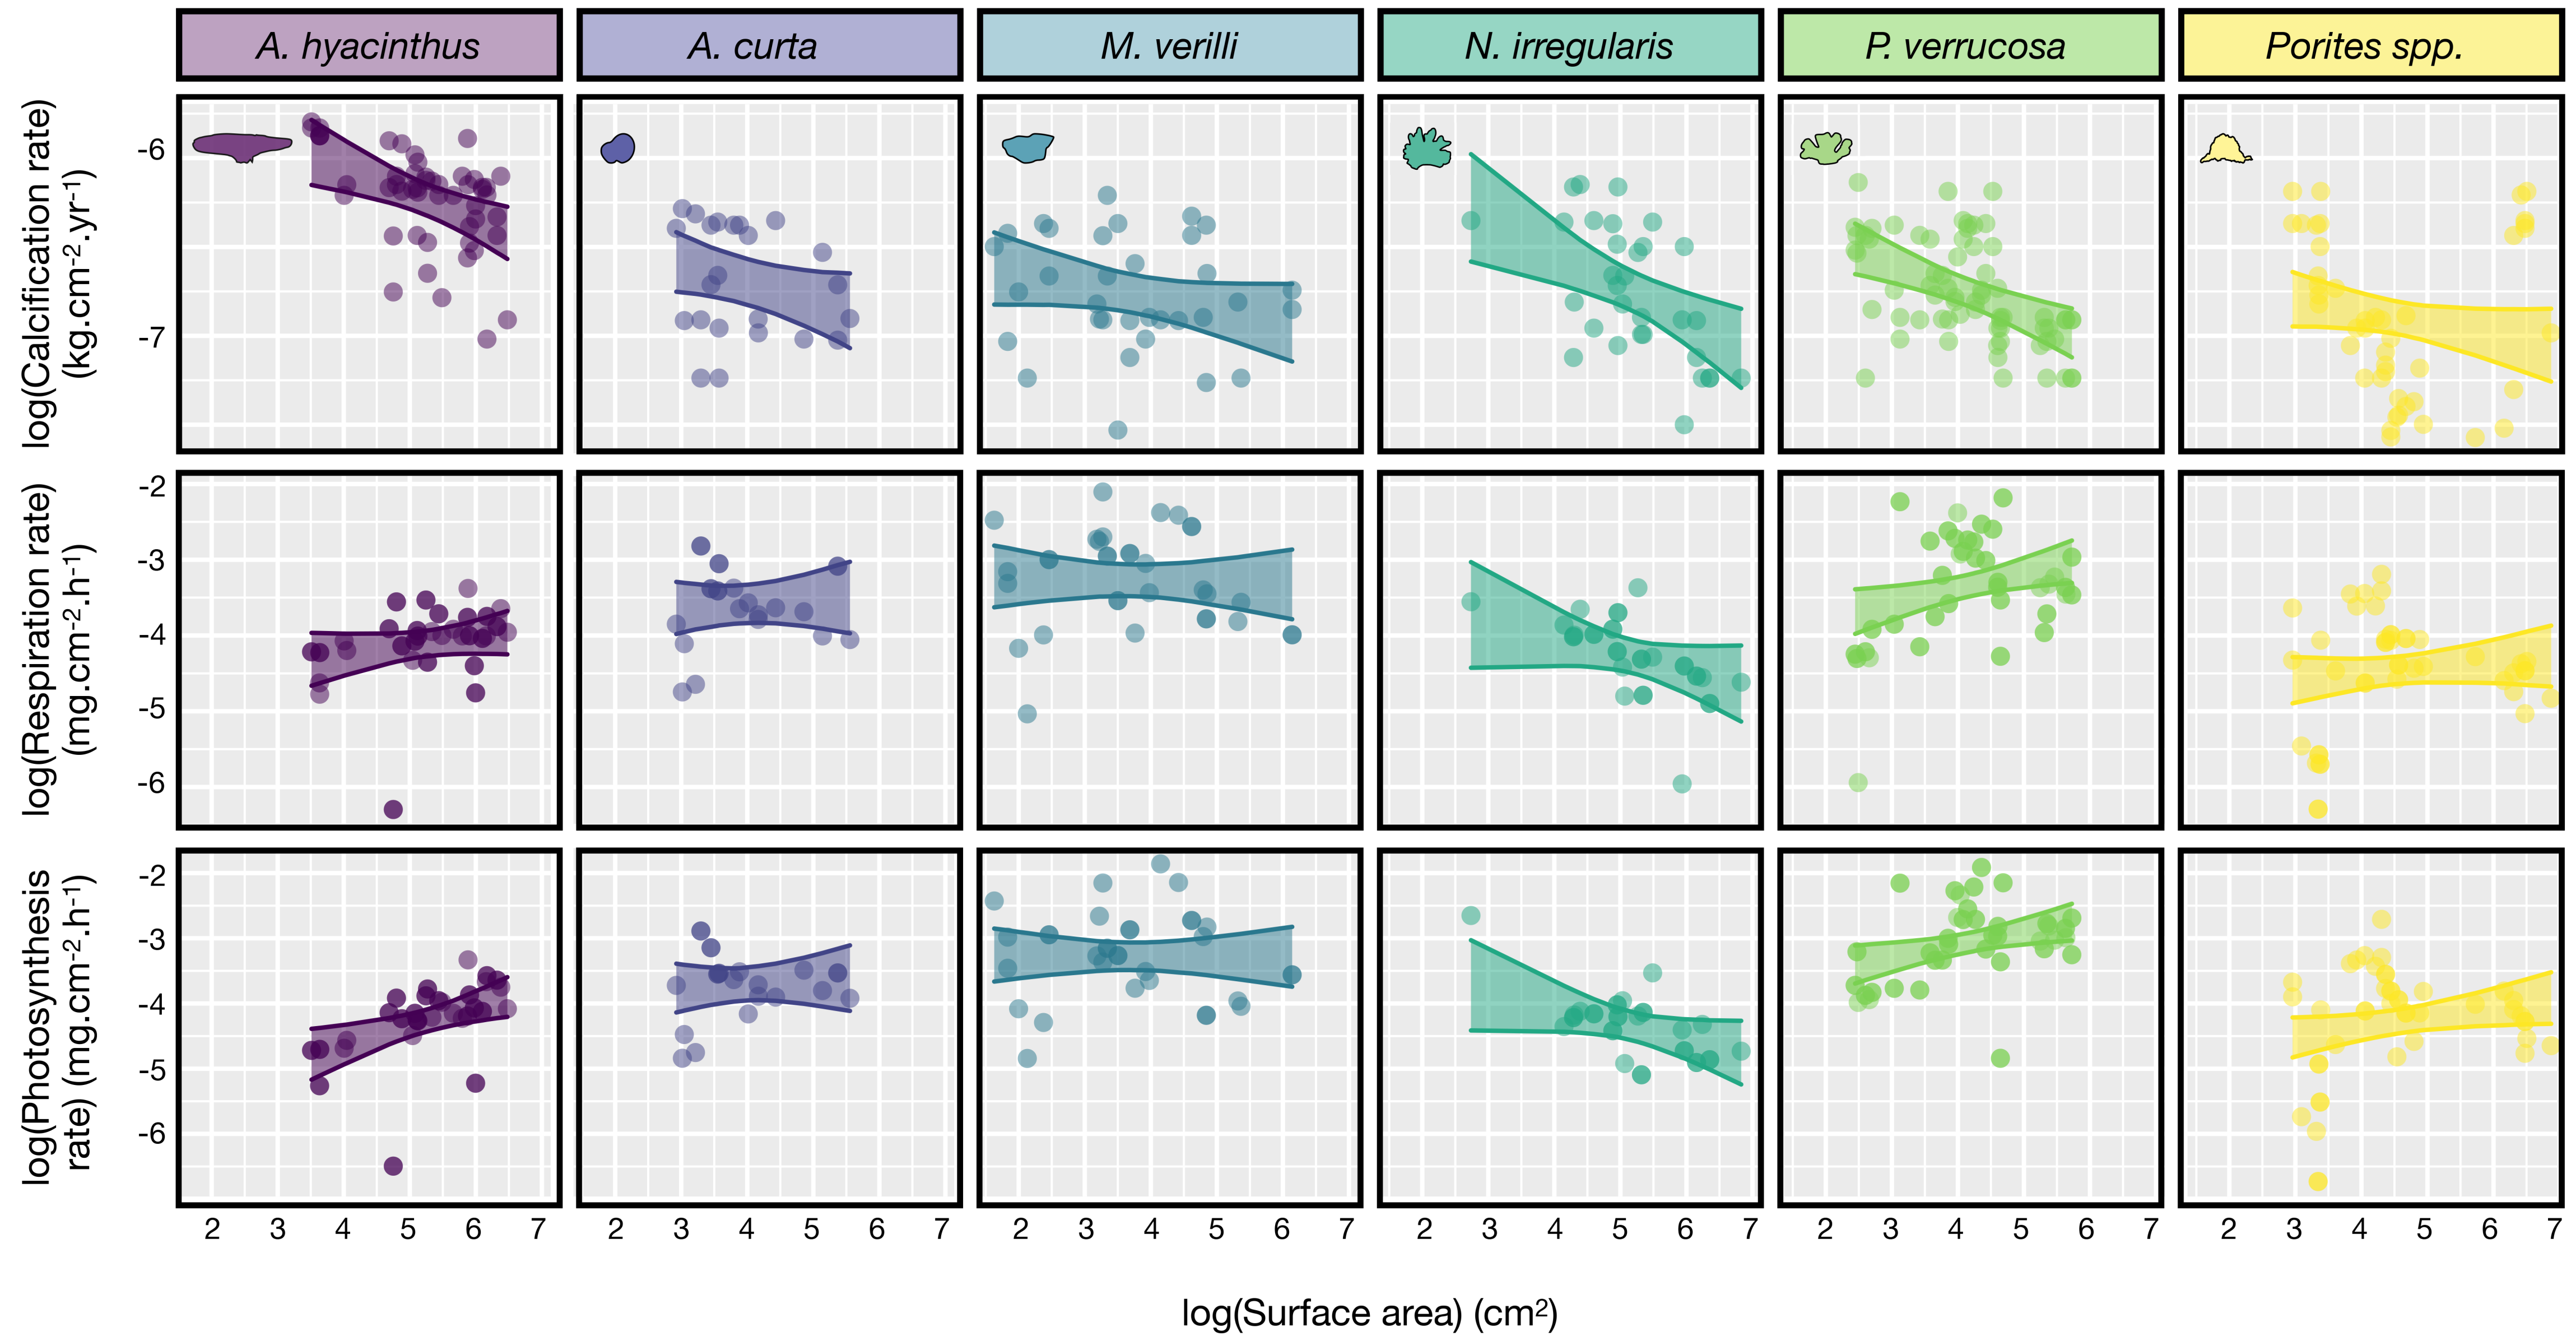 A. hyacinthus A. curta M. verilli N. irregularis P. verrucosa Porites spp.
log(Calcification rate)
(kg.cm-2.yr-1)
-6
-7
log(Respiration rate)
(mg.cm-2.h-1)
-2
-3
-4
-5
-6
log(Photosynthesis
rate) (mg.cm-2.h-1)
-2
-3
-4
-5
-6
2 3 4 5 6 7 2 3 4 5 6 7 2 3 4 5 6 7 2 3 4 5 6 7 2 3 4 5 6 7 2 3 4 5 6 7
log(Surface area) (cm2)